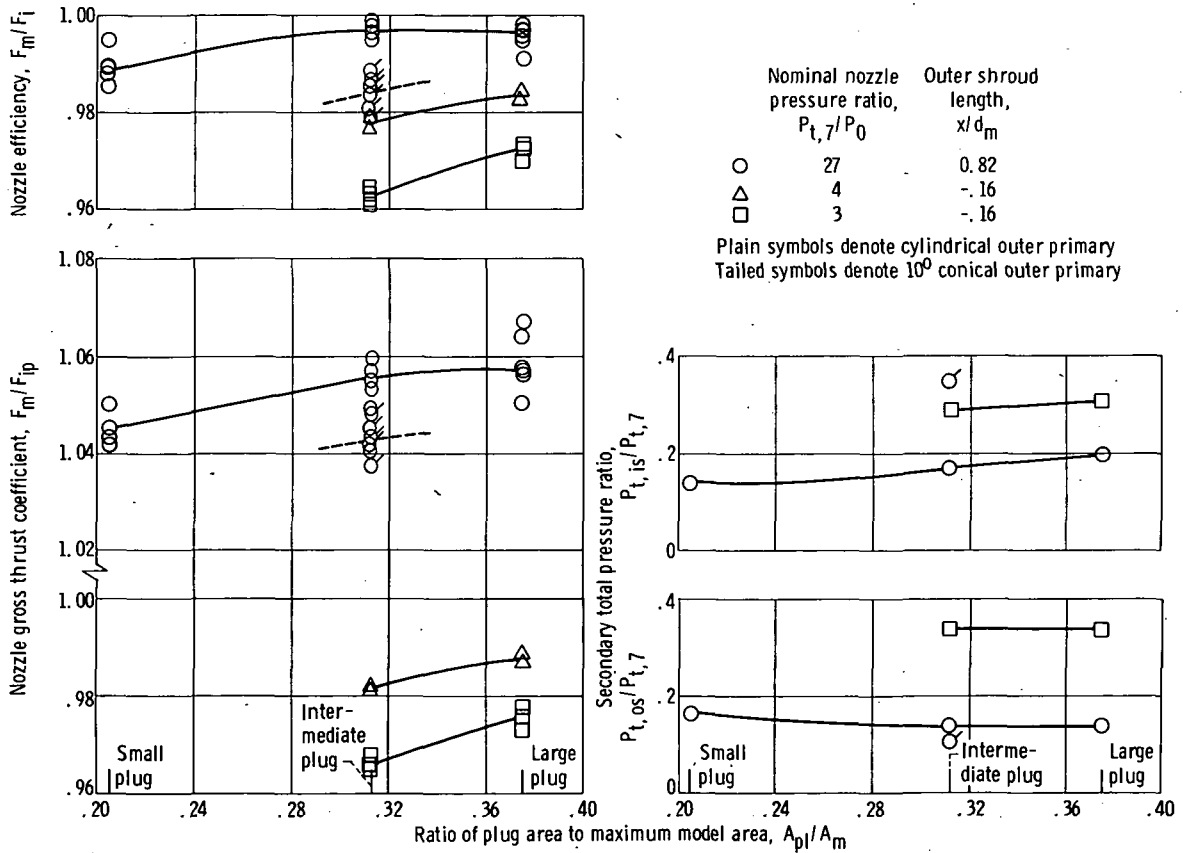 Nozzle efficiency, F_m/F_i
1.00
.98
.96
Nozzle gross thrust coefficient, F_m/F_ip
1.08
1.06
1.04
1.02
1.00
.98
.96
Inter-
mediate
plug
Small
plug
Large
plug
.20 .24 .28 .32 .36 .40
Nominal nozzle pressure ratio, P_t,7/P_0
Outer shroud length, x/d_m
27 0.82
4 -.16
3 -.16
Plain symbols denote cylindrical outer primary
Tailed symbols denote 10⁰ conical outer primary
Secondary total pressure ratio,
P_t,is/P_t,7
.4
.2
0
P_t,os/P_t,7
.4
.2
0
Small
plug
Interme-
diate plug
Large
plug
.20 .24 .28 .32 .36 .40
Ratio of plug area to maximum model area, A_pl/A_m